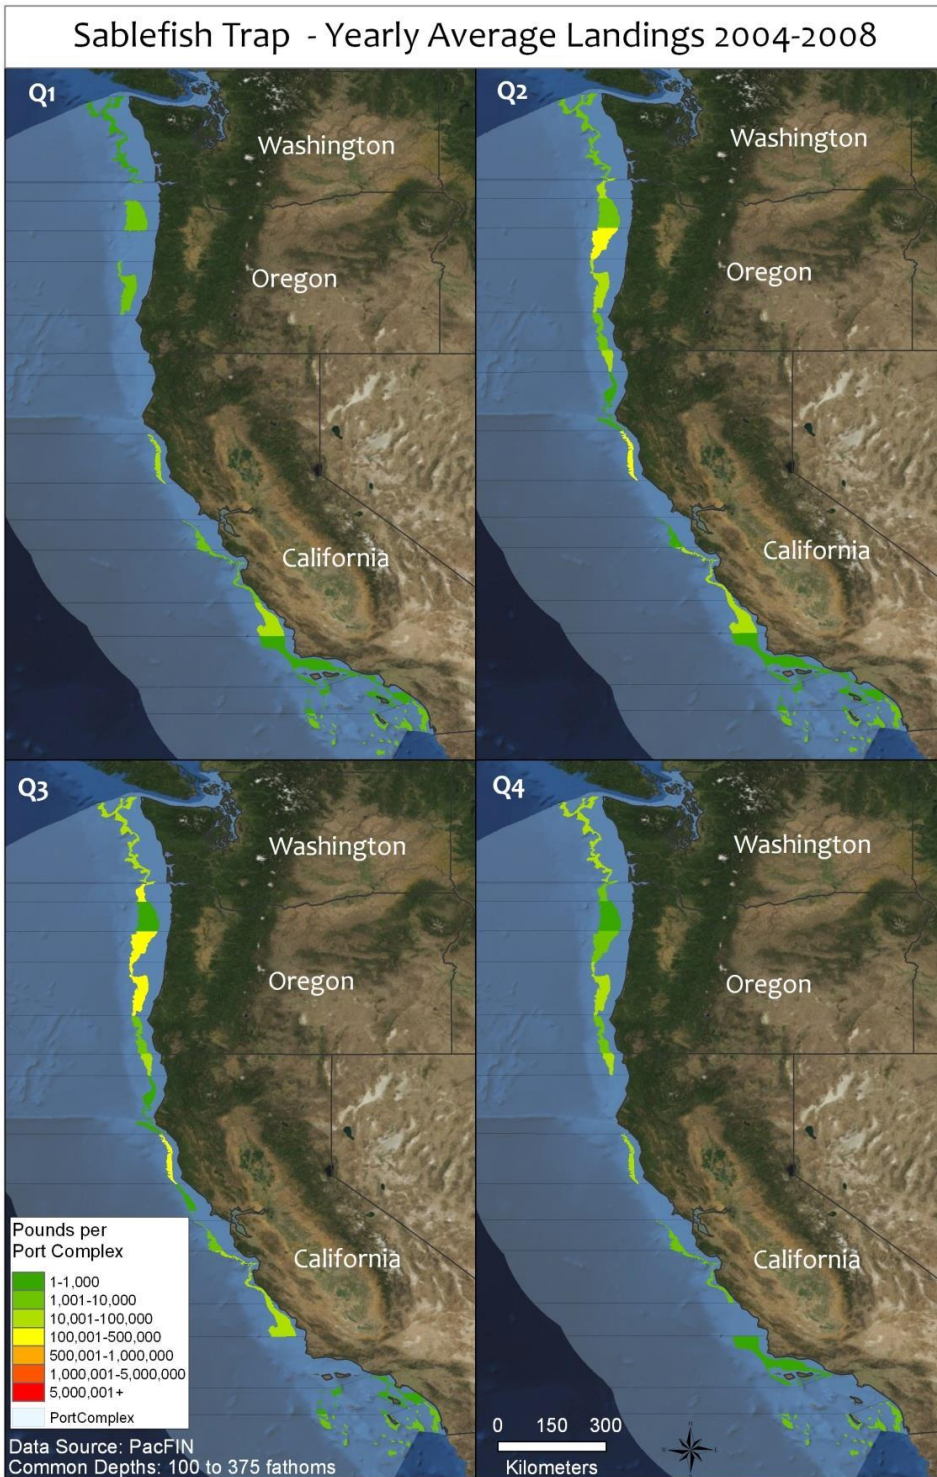 Sablefish Trap - Yearly Average Landings 2004-2008
Q1
Washington
Oregon
California
Q2
Washington
Oregon
California
Q3
Washington
Oregon
California
Pounds per
Port Complex
1-1,000
1,001-10,000
10,001-100,000
100,001-500,000
500,001-1,000,000
1,000,001-5,000,000
5,000,001+
PortComplex
Data Source: PacFIN
Common Depths: 100 to 375 fathoms
Q4
Washington
Oregon
California
0 150 300
Kilometers